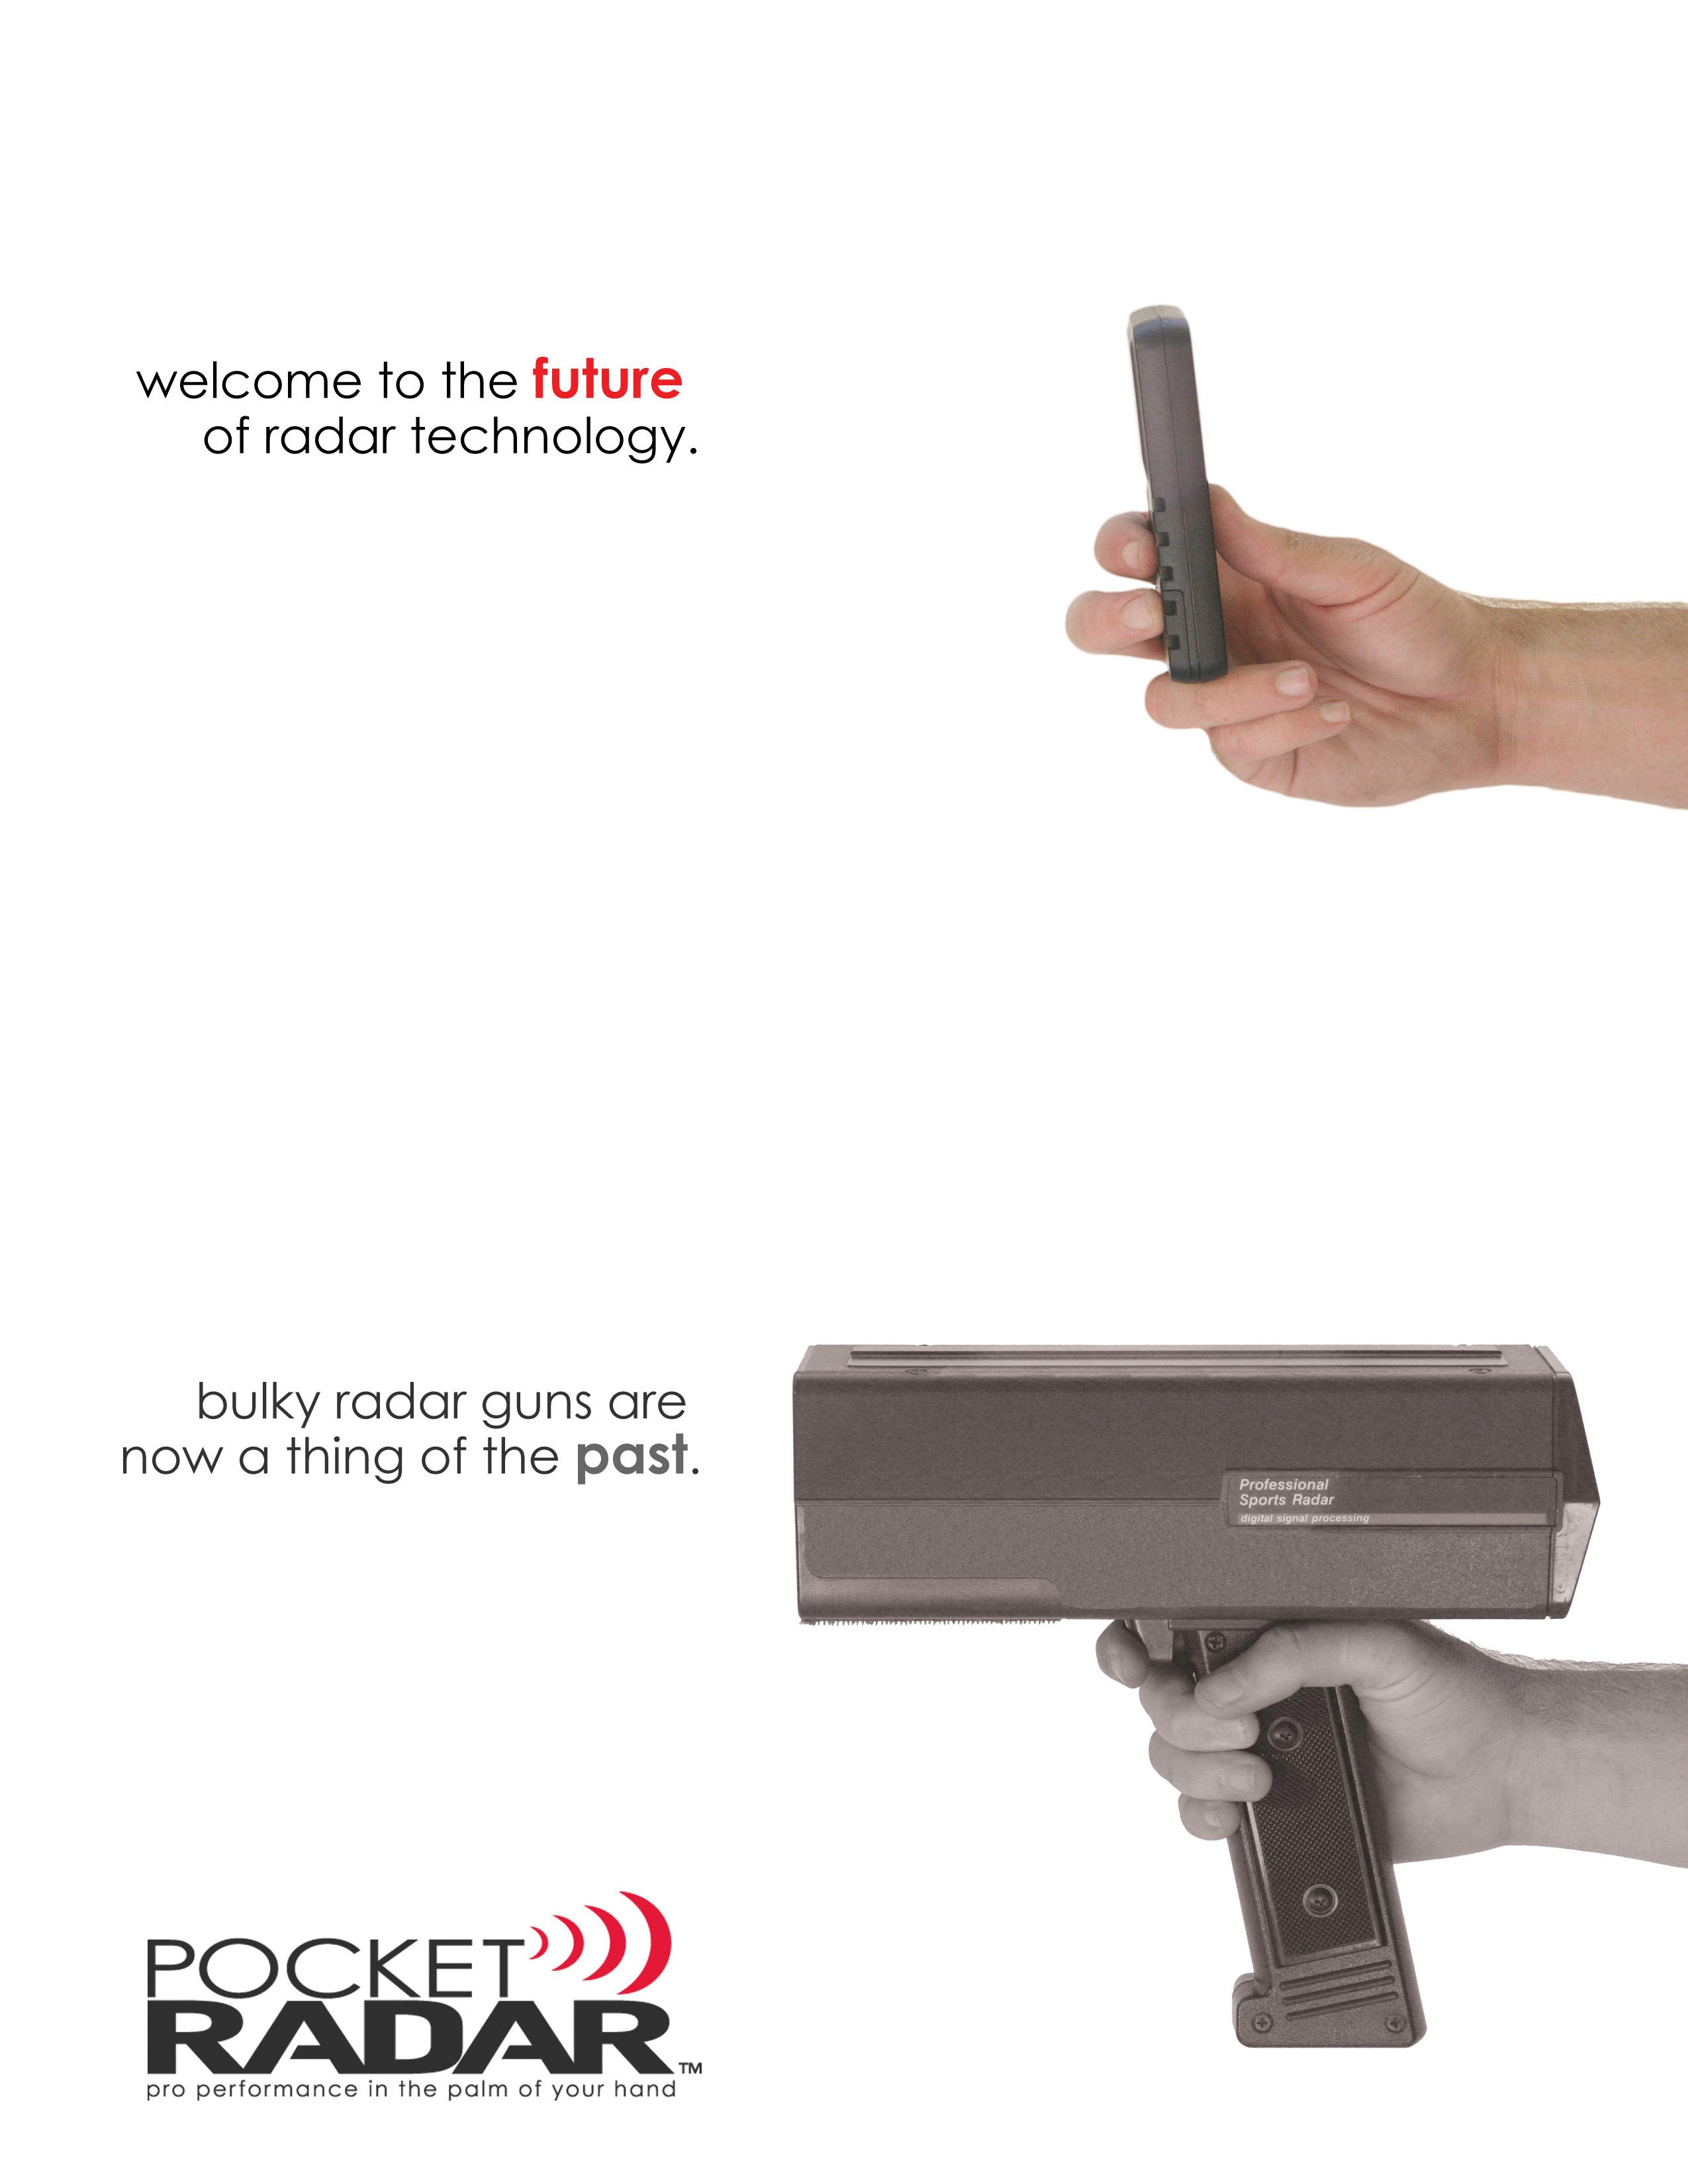 welcome to the future
of radar technology.
bulky radar guns are
now a thing of the past.
Professional
Sports Radar
digital signal processing
POCKET
RADAR™
pro performance in the palm of your hand